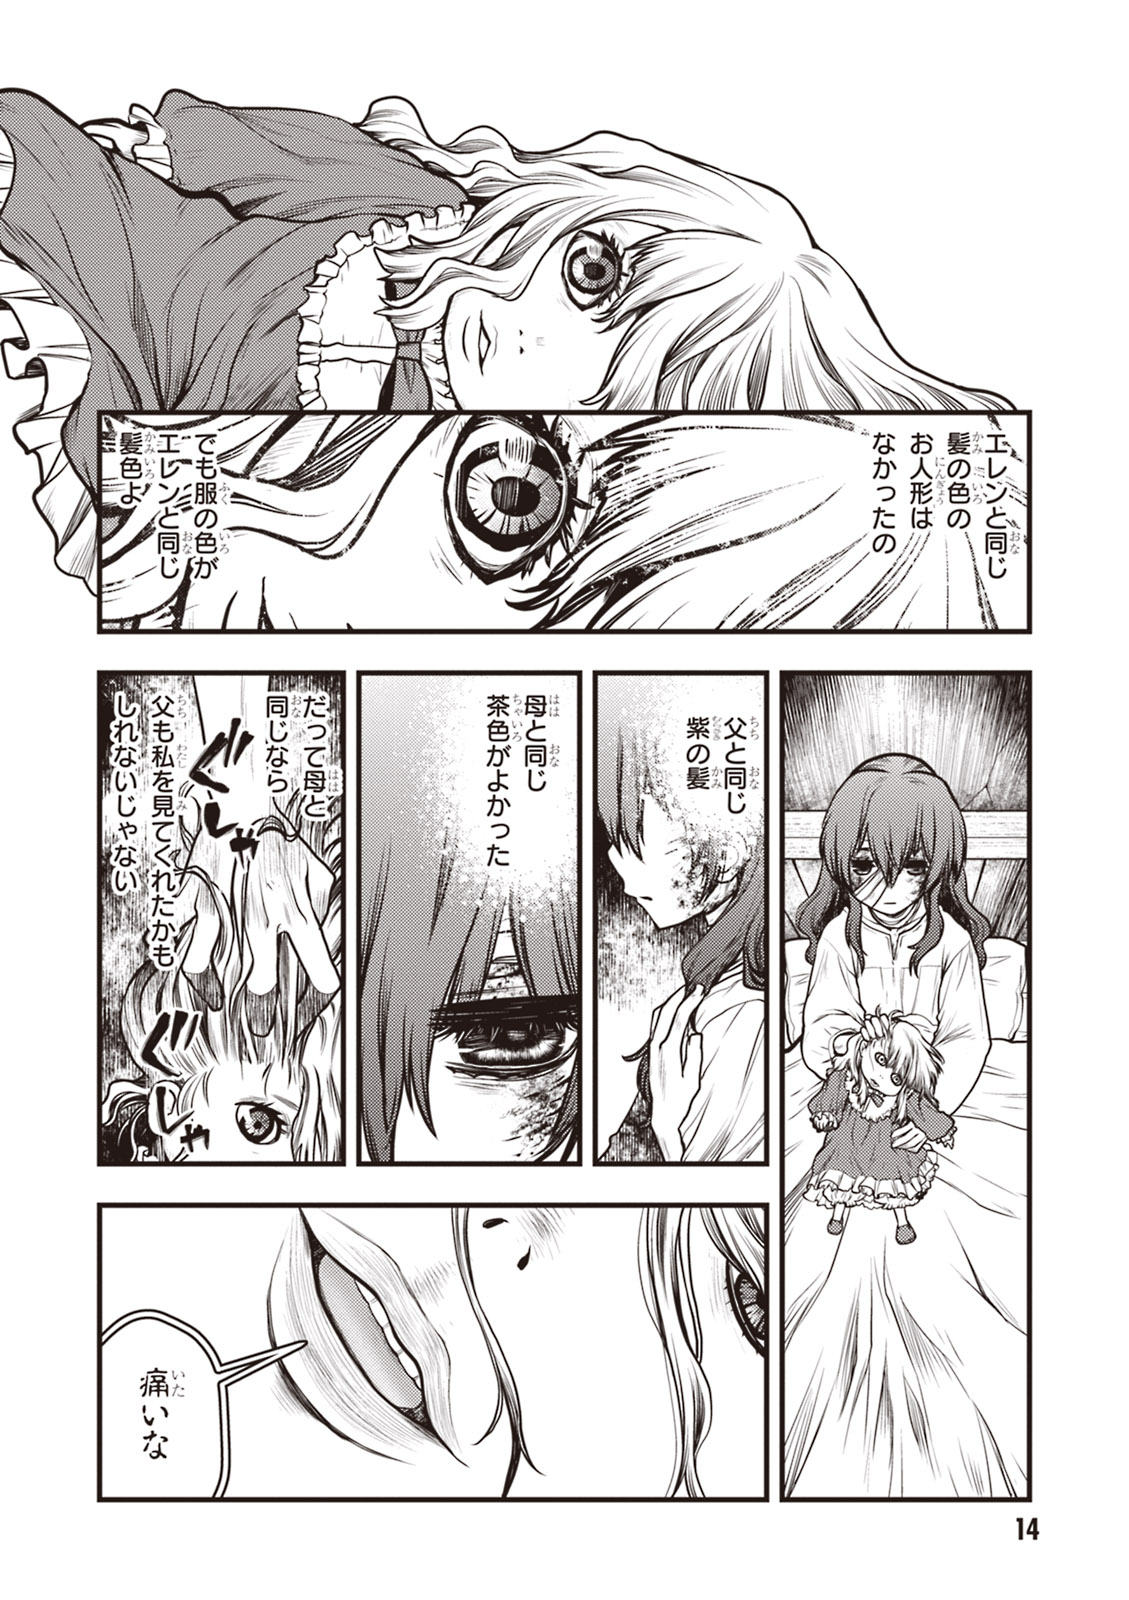 エレンと同じ
髪の色の
お人形は
なかったの
でも服の色が
エレンと同じ
髪色よ
父と同じ
紫の髪
母と同じ
茶色がよかった
だって母と
同じなら
父も私を見てくれたかも
しれないじゃない
ぐしゃ
ぐしゃ
痛いな
14